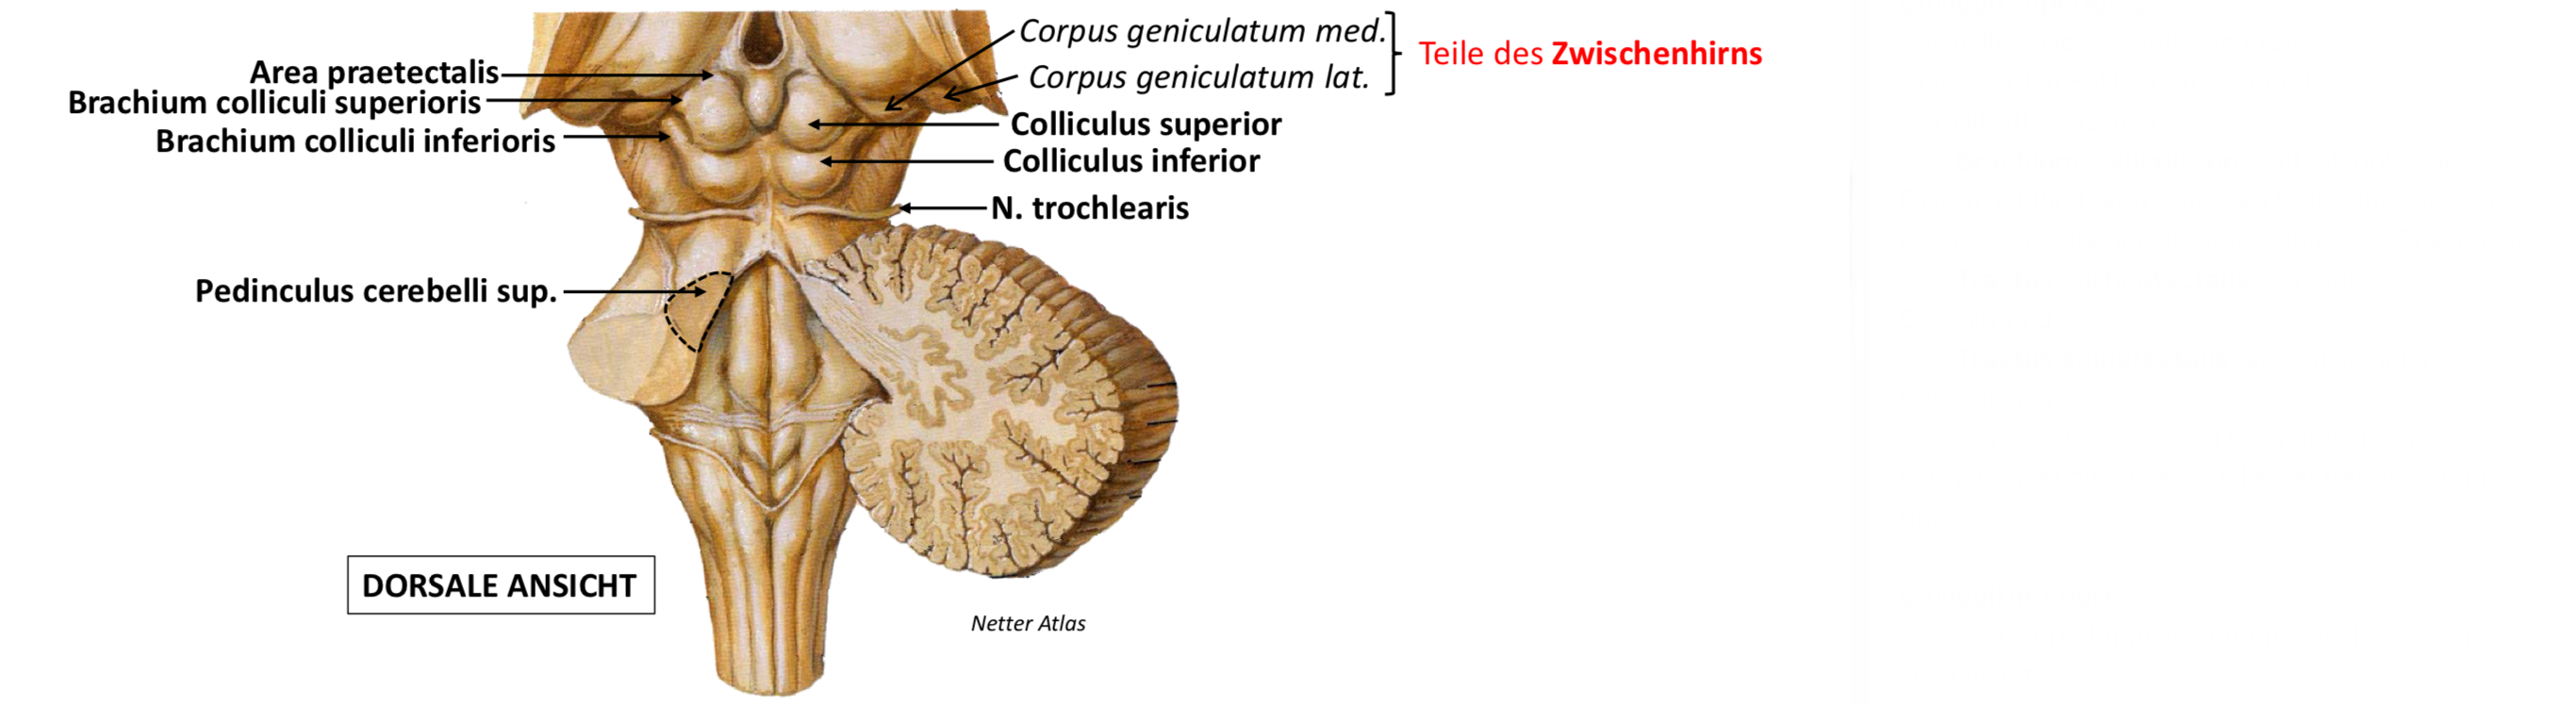 Corpus geniculatum med.
Teile des Zwischenhirns
Area praetectalis
Corpus geniculatum lat.
Brachium colliculi superioris
Colliculus superior
Brachium colliculi inferioris
Colliculus inferior
N. trochlearis
Pedinculus cerebelli sup.
DORSALE ANSICHT
Netter Atlas